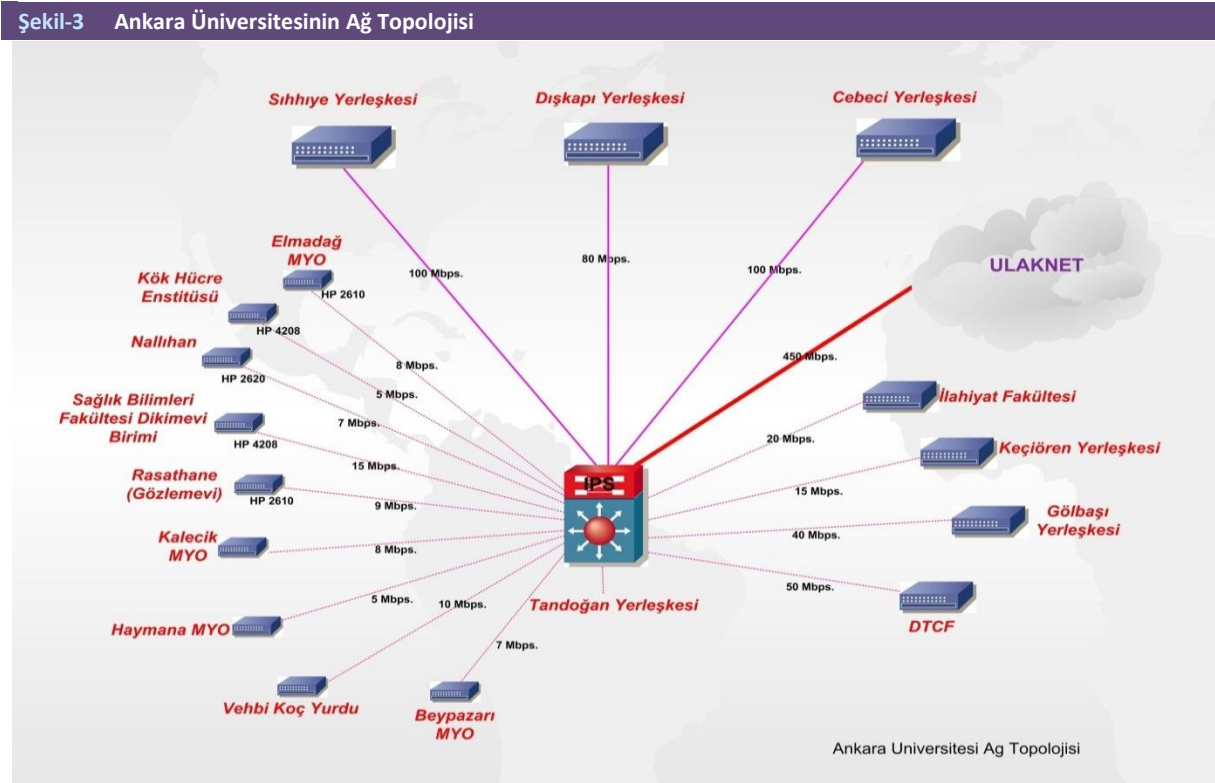 Şekil-3 Ankara Üniversitesinin Ağ Topolojisi
Sıhhıye Yerleşkesi
Dışkapı Yerleşkesi
Cebeci Yerleşkesi
100 Mbps.
80 Mbps.
100 Mbps.
ULAKNET
450 Mbps.
Elmadağ
MYO
HP 2610
8 Mbps.
Kök Hücre
Enstitüsü
HP 4208
5 Mbps.
Nallıhan
HP 2620
7 Mbps.
Sağlık Bilimleri
Fakültesi Dikimevi
Birimi
HP 4208
15 Mbps.
Rasathane
(Gözlemevi)
HP 2610
9 Mbps.
Kalecik
MYO
8 Mbps.
Haymana MYO
5 Mbps.
Vehbi Koç Yurdu
10 Mbps.
Beypazarı
MYO
7 Mbps.
IPS
Tandoğan Yerleşkesi
İlahiyat Fakültesi
20 Mbps.
Keçiören Yerleşkesi
15 Mbps.
Gölbaşı
Yerleşkesi
40 Mbps.
DTCF
50 Mbps.
Ankara Universitesi Ag Topolojisi